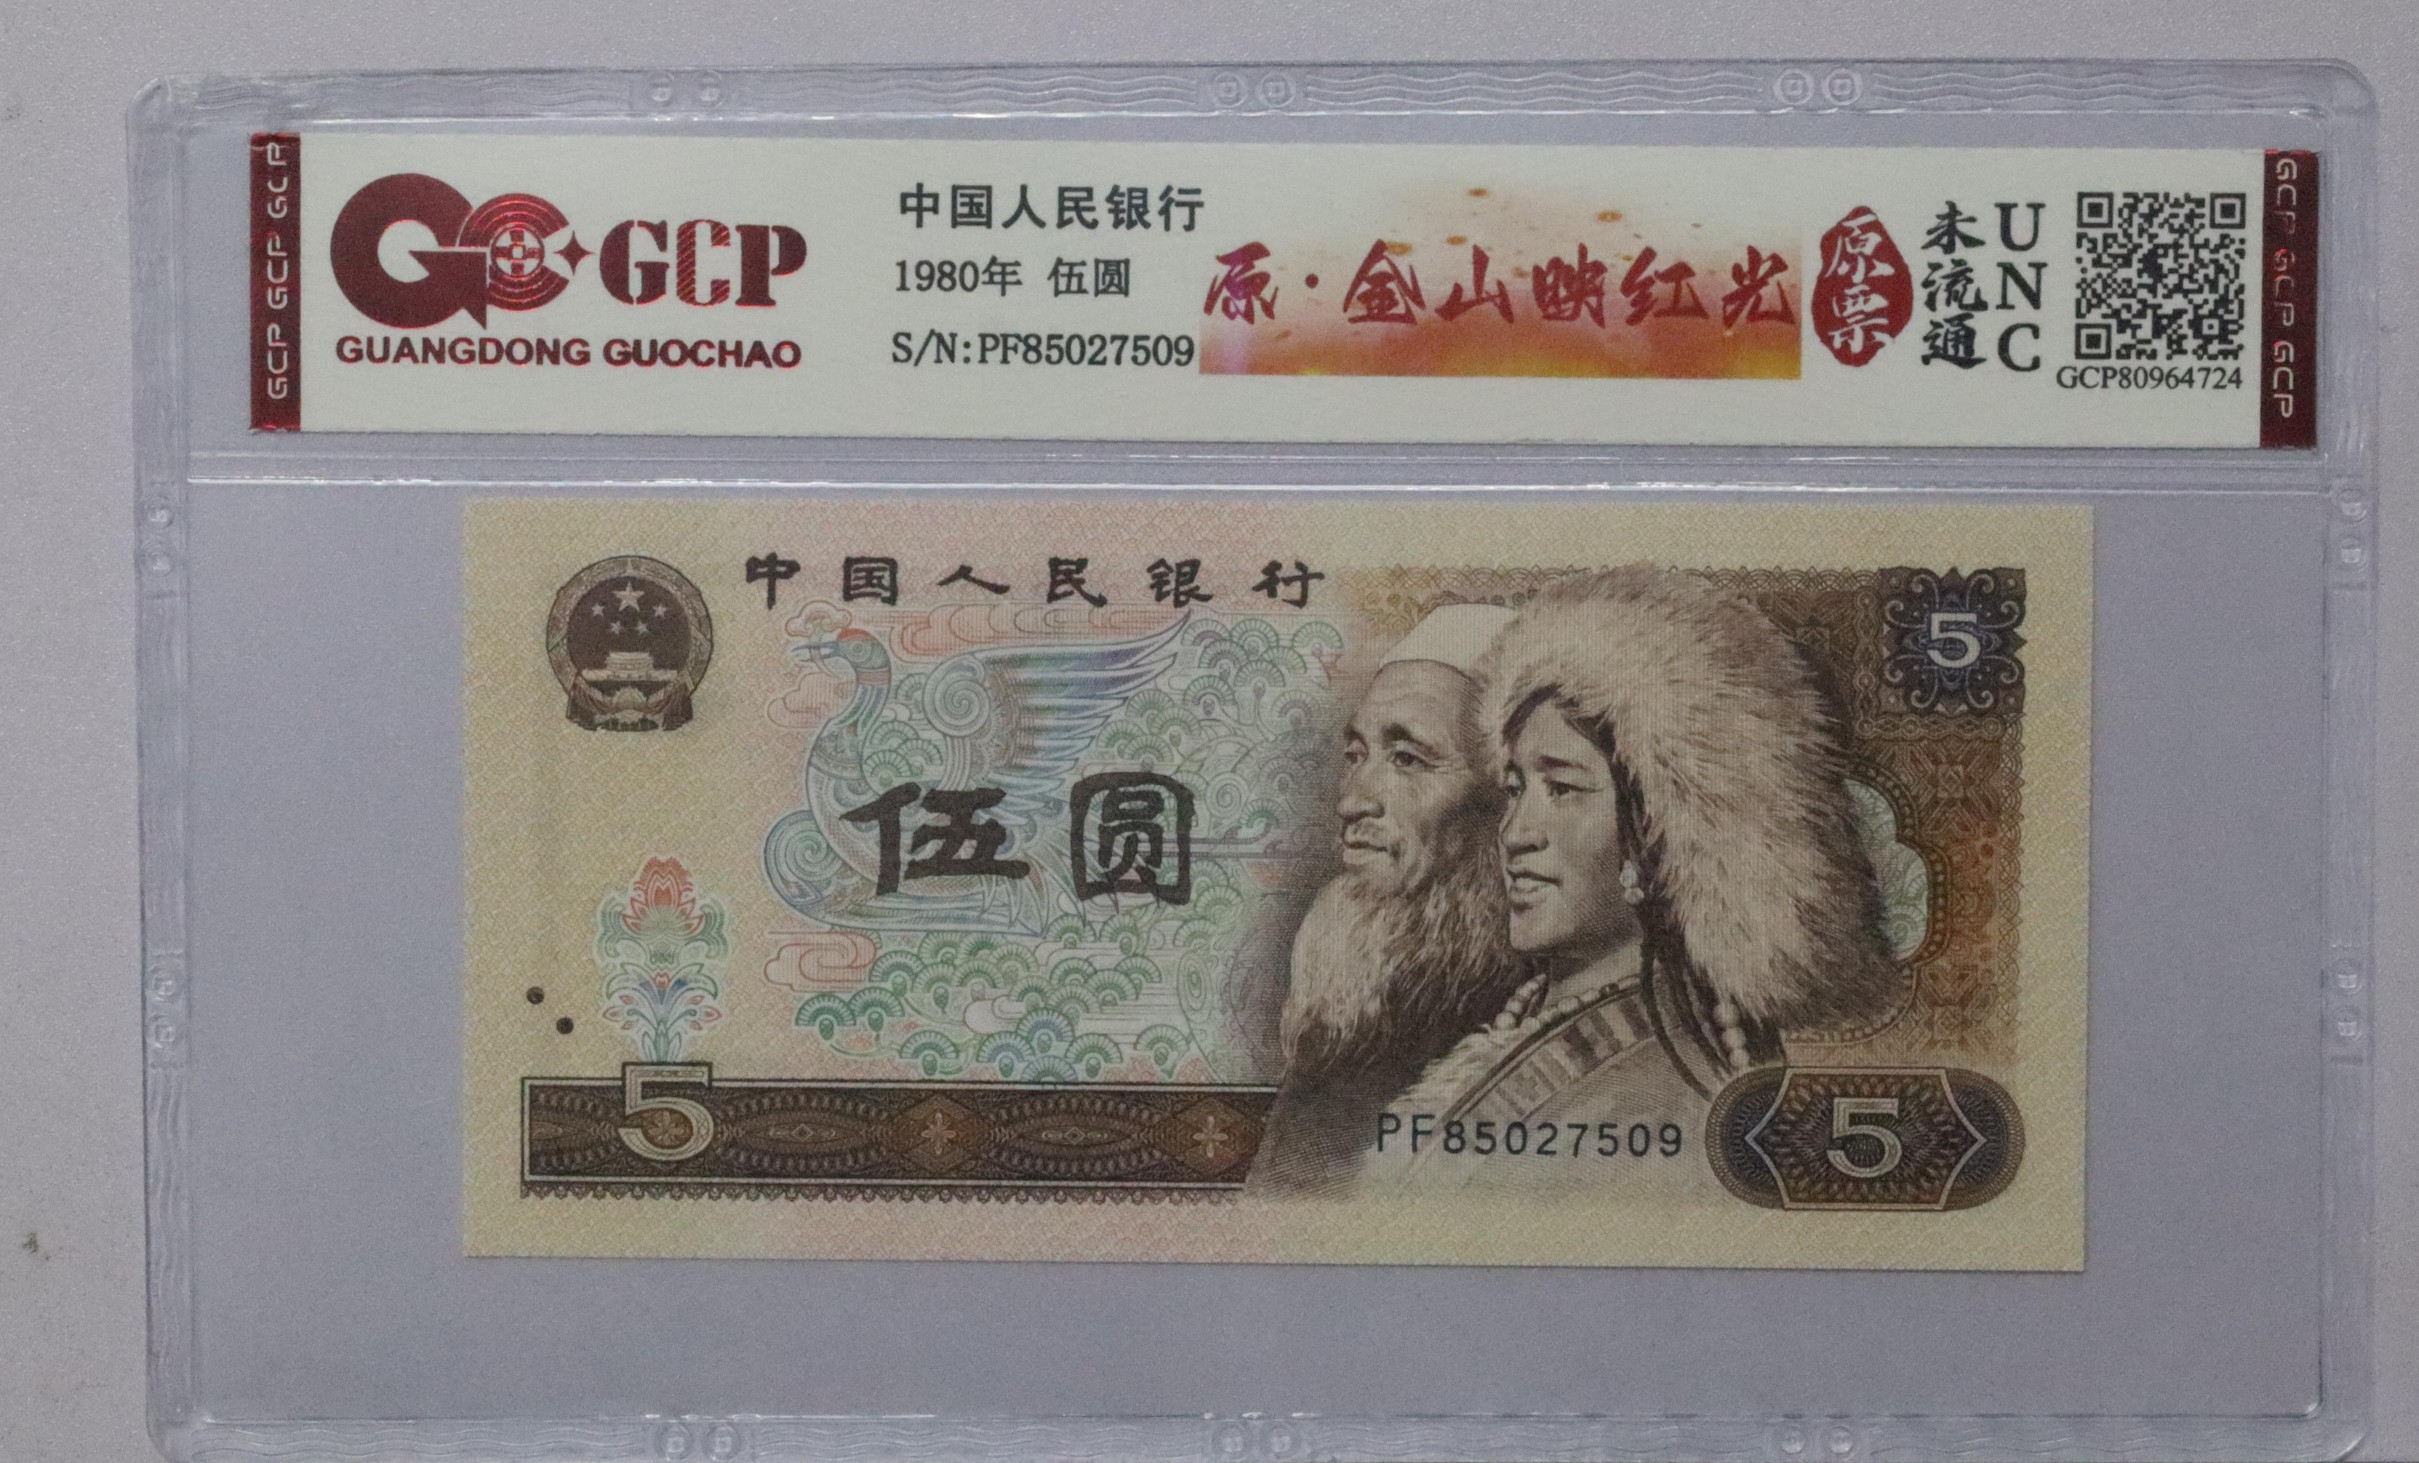 GCP GCP GCP
GCP
GUANGDONG GUOCHAO
中国人民银行
1980年 伍圆
S/N:PF85027509
原·金山映红光
原票
未流通
UNC
GCP80964724
GCP GCP GCP
中国人民银行
5
伍圆
5
PF85027509
5